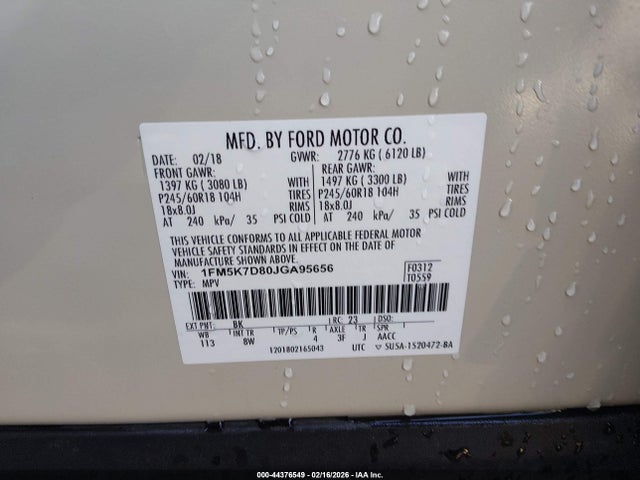 MFD. BY FORD MOTOR CO.
DATE: 02/18 GVWR: 2776 KG ( 6120 LB)
FRONT GAWR: REAR GAWR:
1397 KG ( 3080 LB) WITH 1497 KG ( 3300 LB) WITH
P245/60R18 104H TIRES P245/60R18 104H TIRES
18x8.0J RIMS 18x8.0J RIMS
AT 240 kPa/ 35 PSI COLD AT 240 kPa/ 35 PSI COLD
THIS VEHICLE CONFORMS TO ALL APPLICABLE FEDERAL MOTOR
VEHICLE SAFETY STANDARDS IN EFFECT ON THE DATE OF
MANUFACTURE SHOWN ABOVE.
VIN: 1FM5K7D80JGA95656 F0312
TYPE: MPV T0559
EXT PNT: BK RC: 23 DSO:
WB INT TR TP/PS R AXLE TR SPR
113 8W 4 3F J AACC
1201802165043 UTC SUSA-1520472-BA
000-44376549 - 02/16/2026 - IAA Inc.